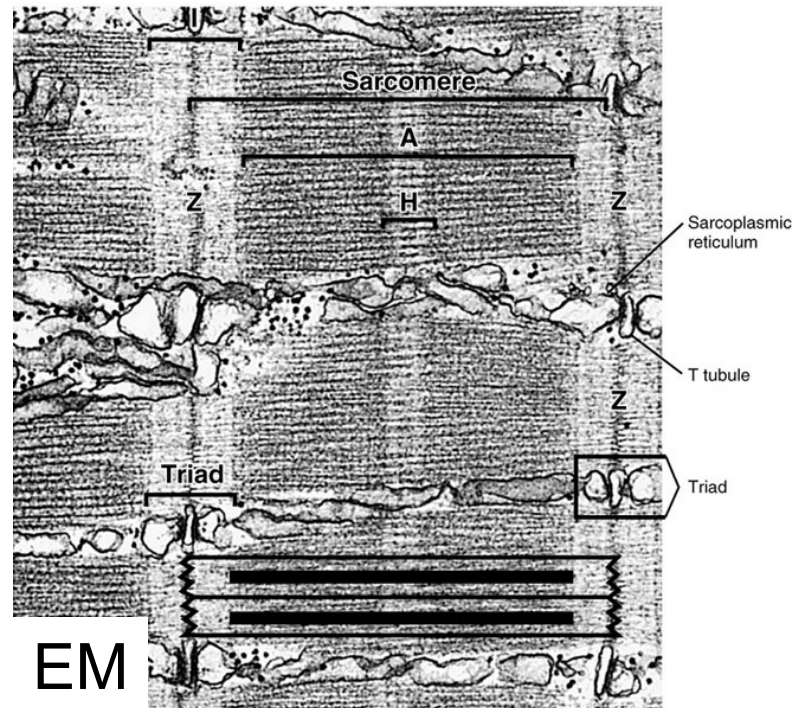 I
Sarcomere
A
Z
H
Z
Sarcoplasmic
reticulum
T tubule
Z
Triad
Triad
EM